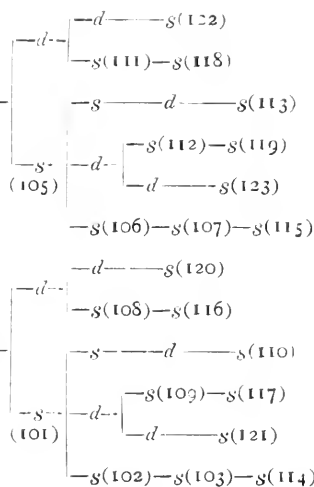 d d s(122)
s(111) s(118)
s d s(113)
s d s(112) s(119)
(105) d s(123)
s(106) s(107) s(115)
d d s(120)
s(108) s(116)
s d s(110)
s d s(109) s(117)
(101) d s(121)
s(102) s(103) s(114)